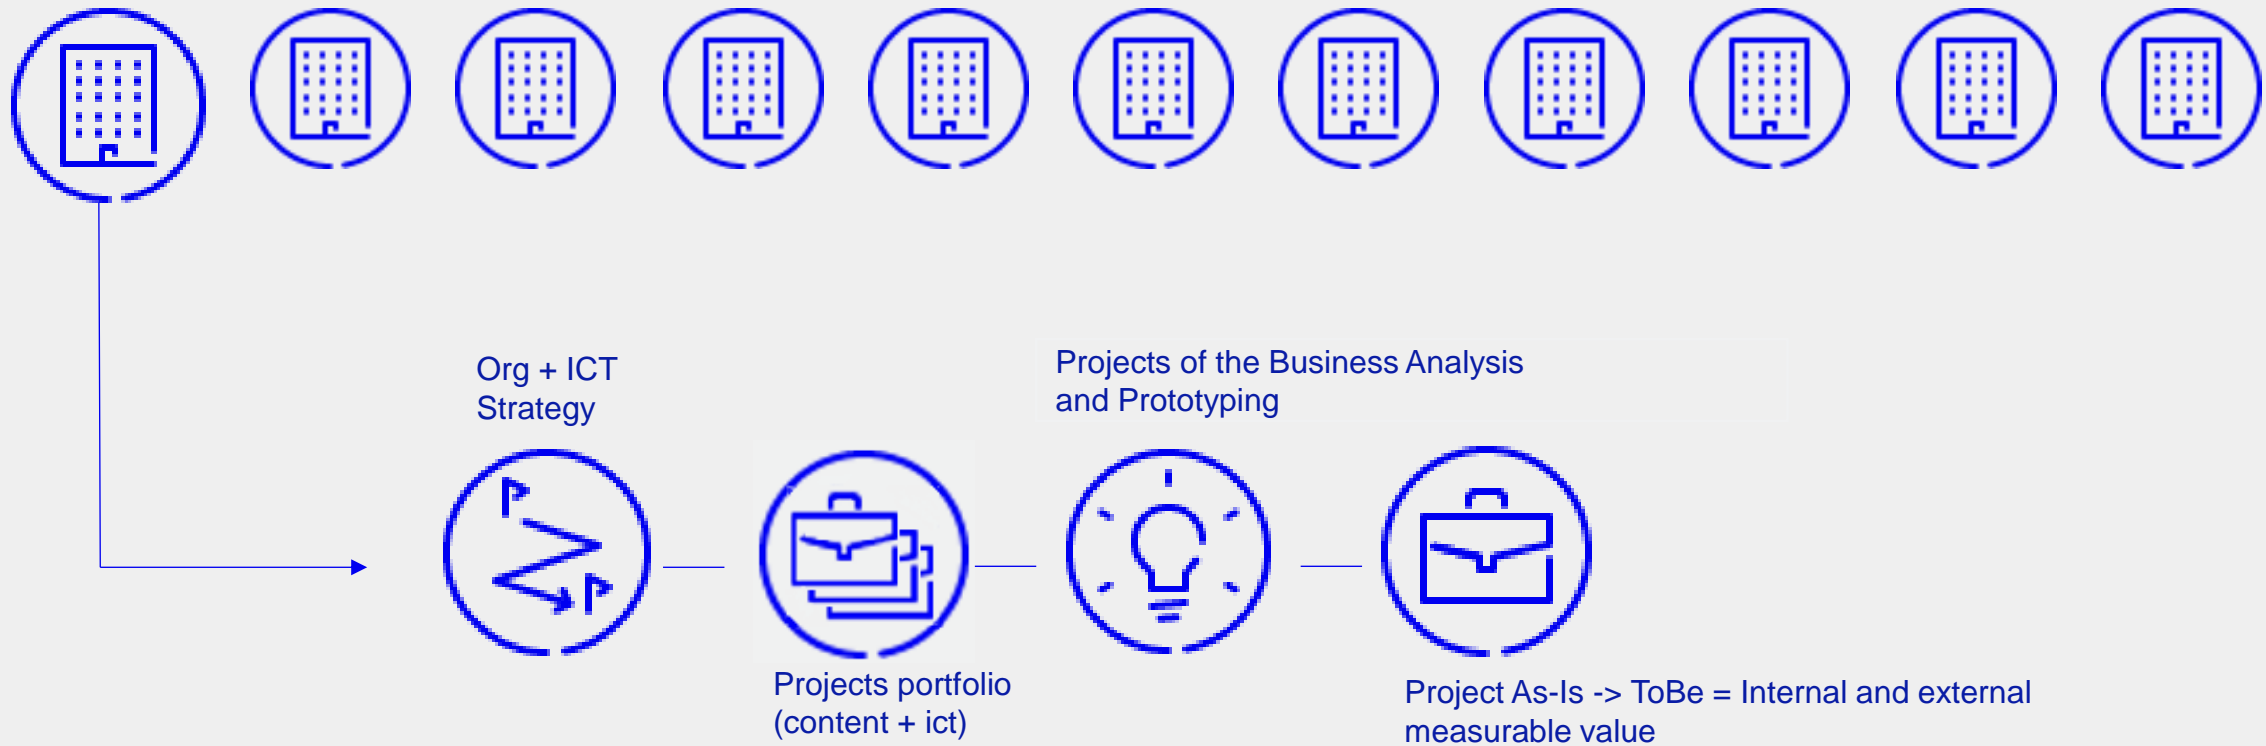 Org + ICT
Strategy
Projects of the Business Analysis
and Prototyping
Projects portfolio
(content + ict)
Project As-Is -> ToBe = Internal and external
measurable value